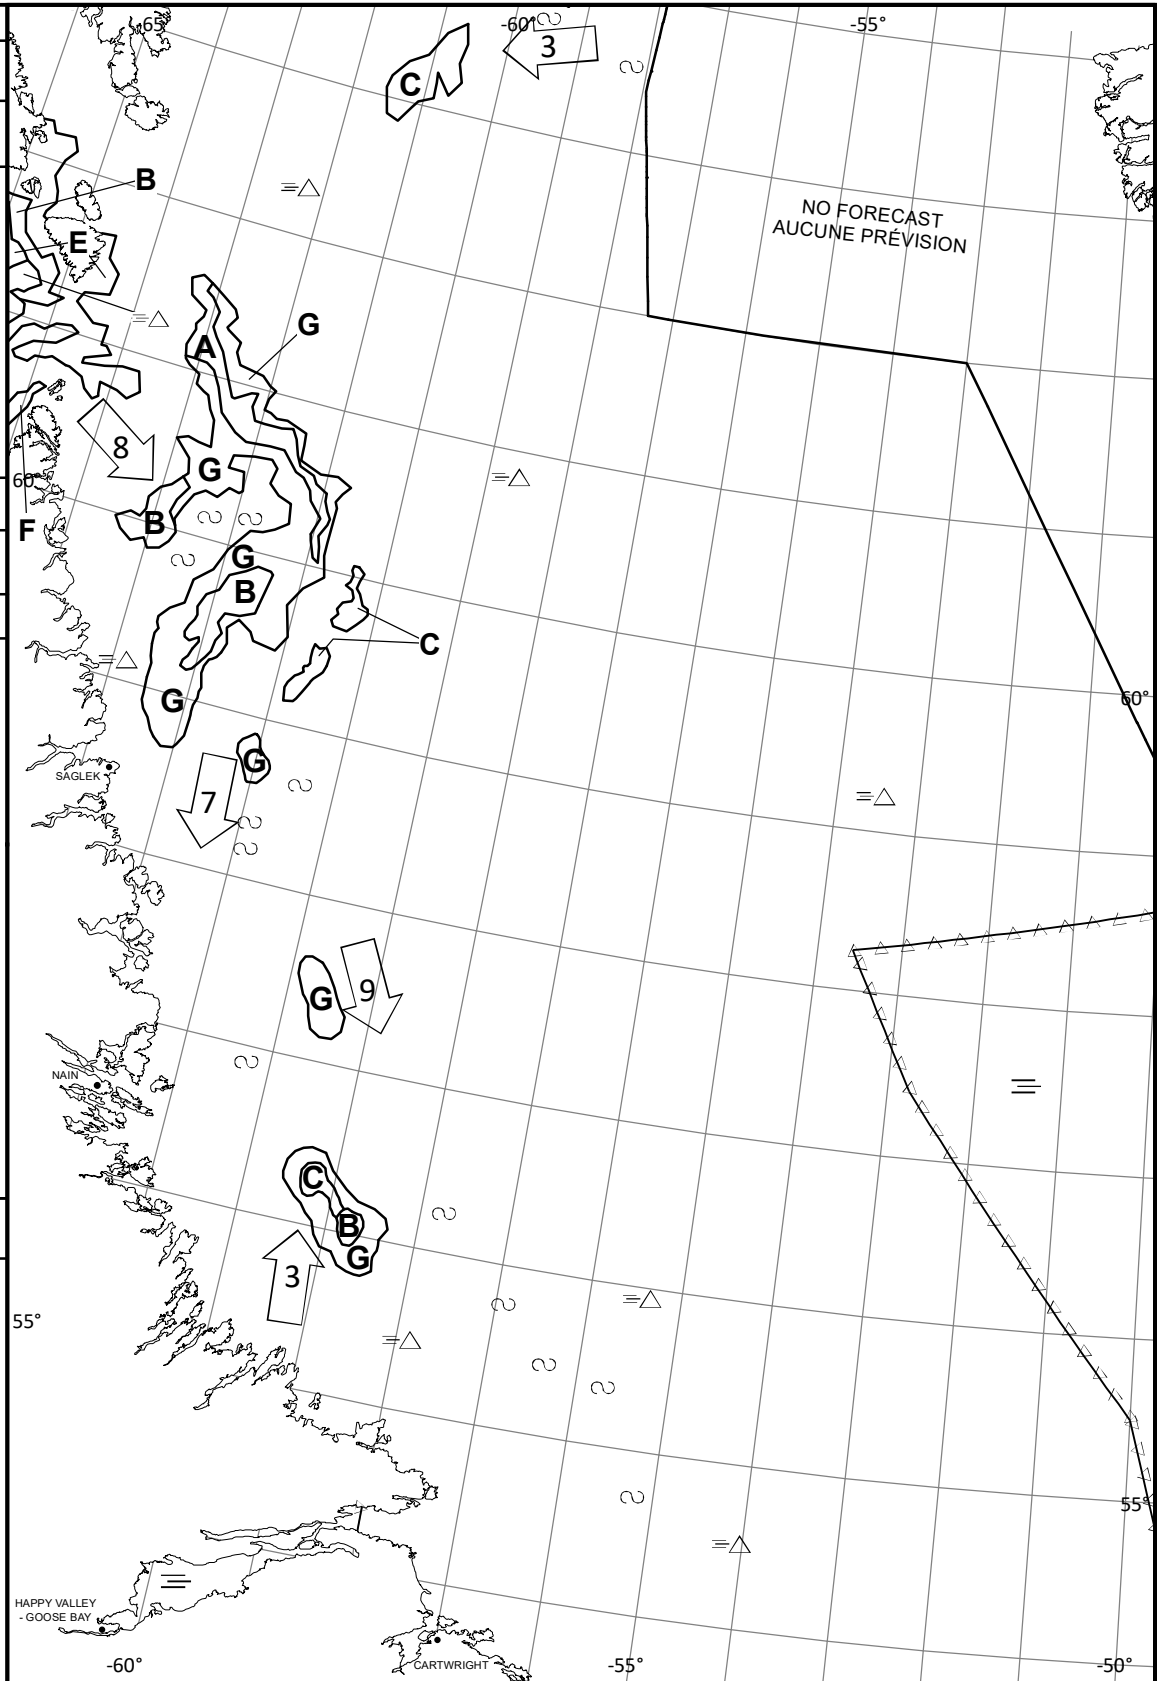 -65°
-60°
-55°
3
C
B
NO FORECAST
AUCUNE PRÉVISION
E
G
A
8
G
60°
B
F
G
B
C
G
60°
G
SAGLEK
7
G
9
NAIN
C
B
G
3
55°
55°
HAPPY VALLEY
- GOOSE BAY
CARTWRIGHT
-60°
-55°
-50°